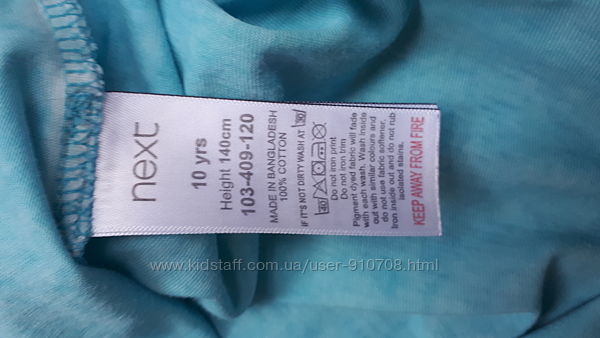 next
10 yrs
Height 140cm
103-409-120
MADE IN BANGLADESH
100% COTTON
IF IT'S NOT DIRTY WASH AT 30
Do not iron print
Do not iron trim
Pigment dyed fabric will fade
with each wash. Wash inside
out with similar colours and
do not use fabric softener.
Iron inside out and do not rub
isolated stains.
KEEP AWAY FROM FIRE
www.kidstaff.com.ua/user-910708.html